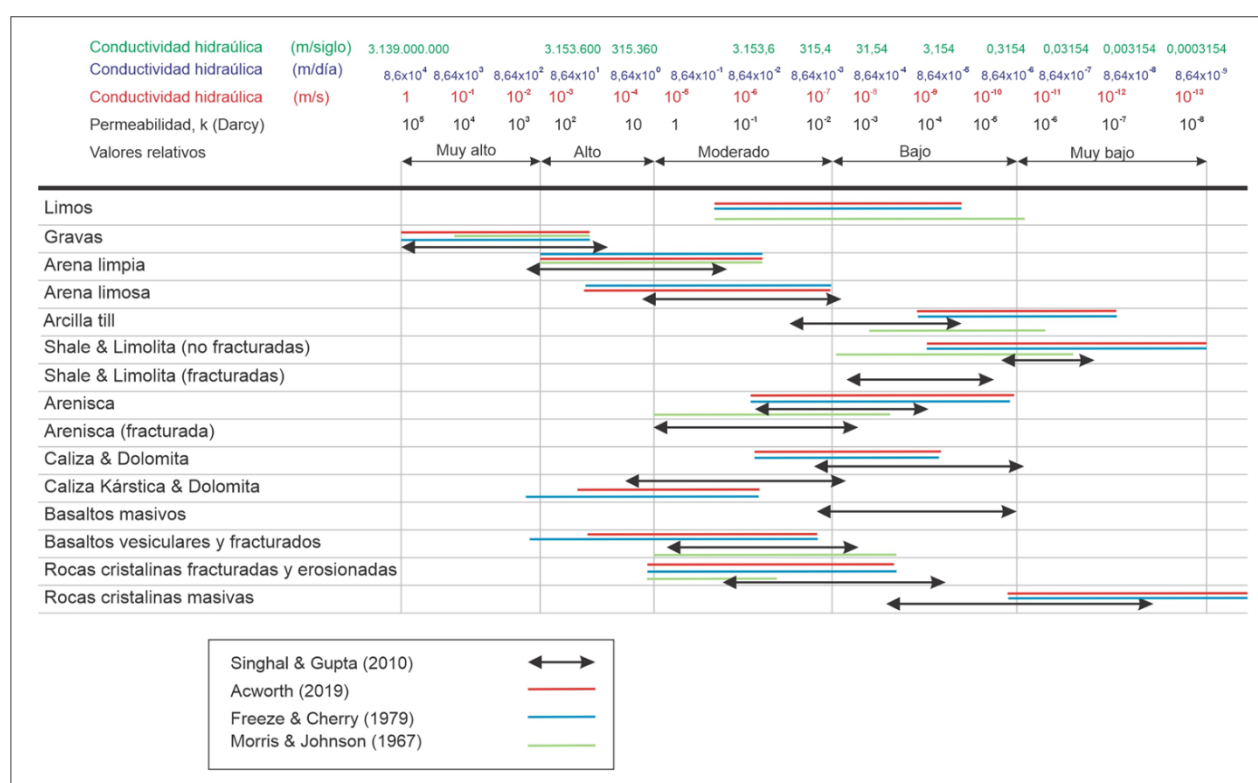 Conductividad hidraúlica (m/siglo) 3.139.000.000 3.153.600 315.360 3.153,6 315,4 31,54 3,154 0,3154 0,03154 0,003154 0,0003154
Conductividad hidraúlica (m/día) 8,6x10⁴ 8,64x10³ 8,64x10² 8,64x10¹ 8,64x10⁰ 8,64x10⁻¹ 8,64x10⁻² 8,64x10⁻³ 8,64x10⁻⁴ 8,64x10⁻⁵ 8,64x10⁻⁶ 8,64x10⁻⁷ 8,64x10⁻⁸ 8,64x10⁻⁹
Conductividad hidraúlica (m/s) 1 10⁻¹ 10⁻² 10⁻³ 10⁻⁴ 10⁻⁵ 10⁻⁶ 10⁻⁷ 10⁻⁸ 10⁻⁹ 10⁻¹⁰ 10⁻¹¹ 10⁻¹² 10⁻¹³
Permeabilidad, k (Darcy) 10⁵ 10⁴ 10³ 10² 10 1 10⁻¹ 10⁻² 10⁻³ 10⁻⁴ 10⁻⁵ 10⁻⁶ 10⁻⁷ 10⁻⁸
Valores relativos Muy alto Alto Moderado Bajo Muy bajo
Limos
Gravas
Arena limpia
Arena limosa
Arcilla till
Shale & Limolita (no fracturadas)
Shale & Limolita (fracturadas)
Arenisca
Arenisca (fracturada)
Caliza & Dolomita
Caliza Kárstica & Dolomita
Basaltos masivos
Basaltos vesiculares y fracturados
Rocas cristalinas fracturadas y erosionadas
Rocas cristalinas masivas
Singhal & Gupta (2010)
Acworth (2019)
Freeze & Cherry (1979)
Morris & Johnson (1967)